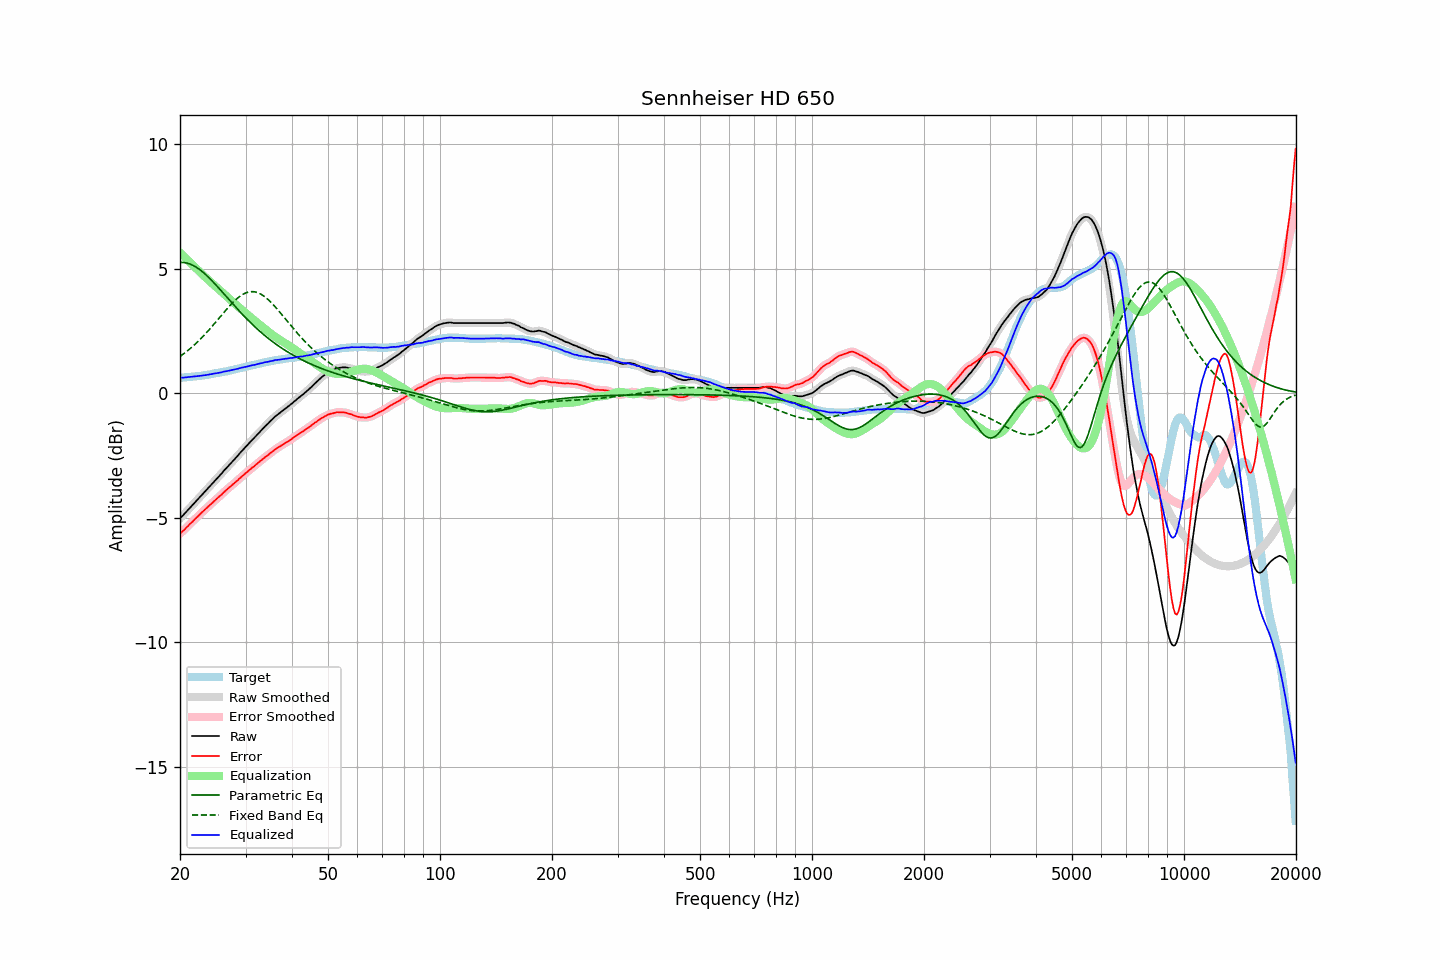 Sennheiser HD 650
Amplitude (dBr)
10
5
0
−5
−10
−15
Target
Raw Smoothed
Error Smoothed
Raw
Error
Equalization
Parametric Eq
Fixed Band Eq
Equalized
20 50 100 200 500 1000 2000 5000 10000 20000
Frequency (Hz)